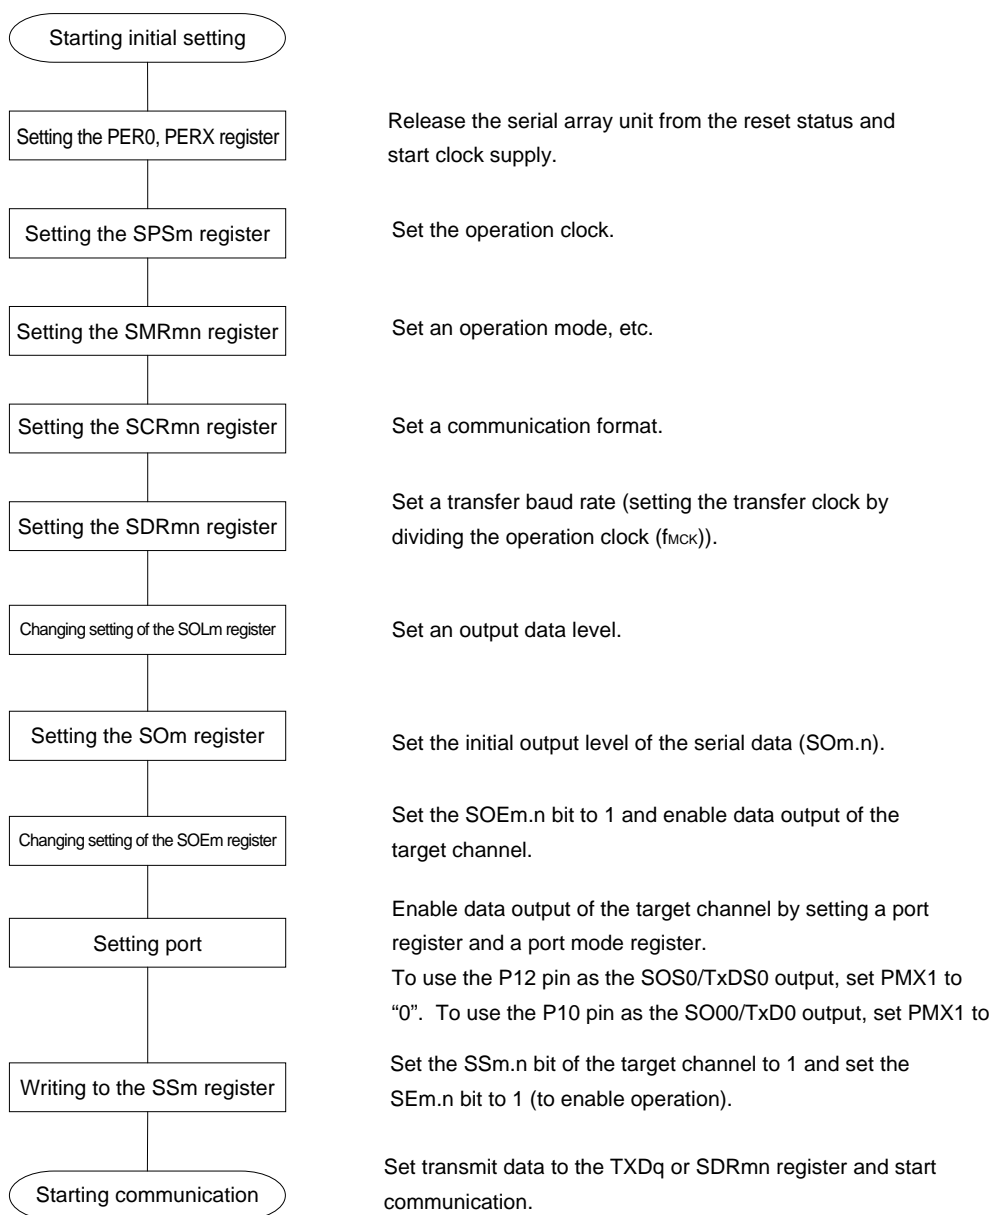 Starting initial setting
Setting the PER0, PERX register
Release the serial array unit from the reset status and
start clock supply.
Setting the SPSm register
Set the operation clock.
Setting the SMRmn register
Set an operation mode, etc.
Setting the SCRmn register
Set a communication format.
Setting the SDRmn register
Set a transfer baud rate (setting the transfer clock by
dividing the operation clock (fMCK)).
Changing setting of the SOLm register
Set an output data level.
Setting the SOm register
Set the initial output level of the serial data (SOm.n).
Changing setting of the SOEm register
Set the SOEm.n bit to 1 and enable data output of the
target channel.
Setting port
Enable data output of the target channel by setting a port
register and a port mode register.
To use the P12 pin as the SOS0/TxDS0 output, set PMX1 to
“0”. To use the P10 pin as the SO00/TxD0 output, set PMX1 to
Writing to the SSm register
Set the SSm.n bit of the target channel to 1 and set the
SEm.n bit to 1 (to enable operation).
Starting communication
Set transmit data to the TXDq or SDRmn register and start
communication.